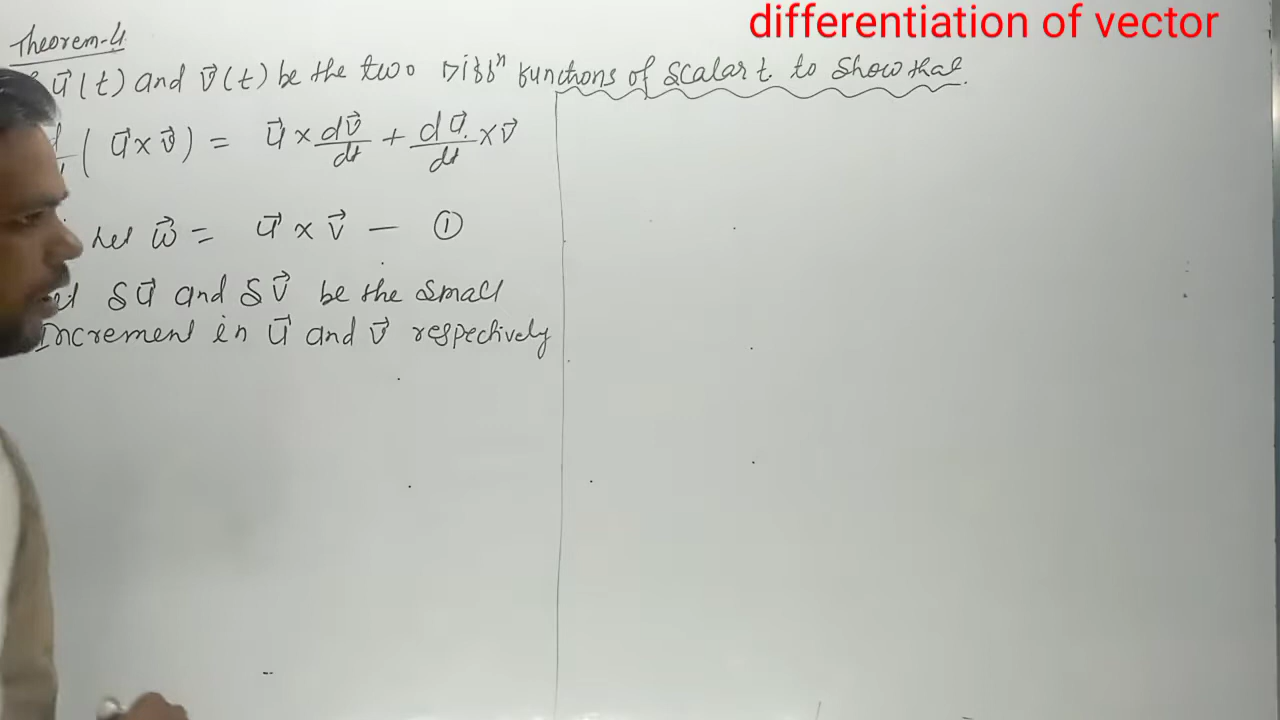 differentiation of vector
Theorem-4
u⃗(t) and v⃗(t) be the two Diffⁿ functions of scalar t to show that
( u⃗ × v⃗ ) = u⃗ × dv⃗/dt + du⃗/dt × v⃗
Let w⃗ = u⃗ × v⃗ — ①
δu⃗ and δv⃗ be the small
Increment in u⃗ and v⃗ respectively